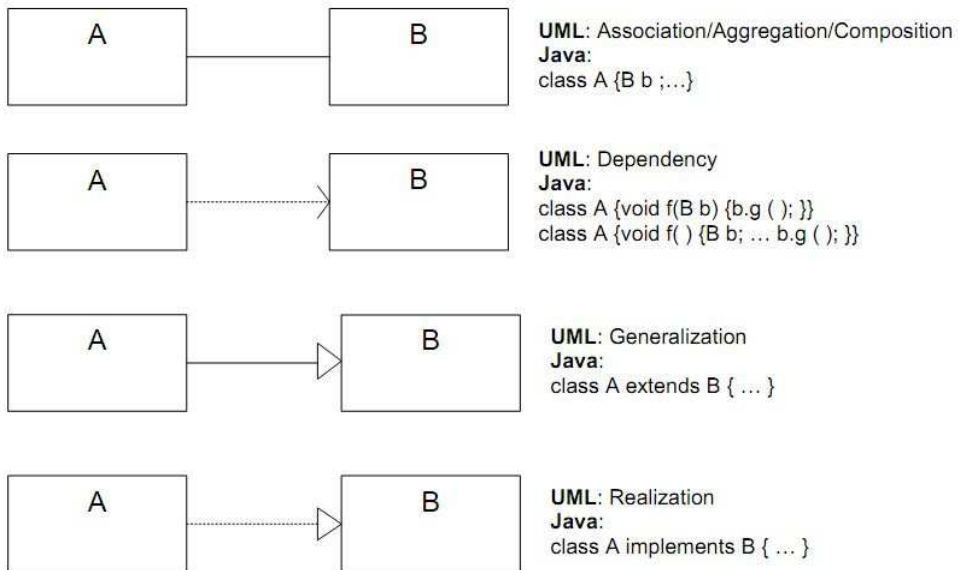 A
B
UML: Association/Aggregation/Composition
Java:
class A {B b ;…}
A
B
UML: Dependency
Java:
class A {void f(B b) {b.g ( ); }}
class A {void f( ) {B b; … b.g ( ); }}
A
B
UML: Generalization
Java:
class A extends B { … }
A
B
UML: Realization
Java:
class A implements B { … }